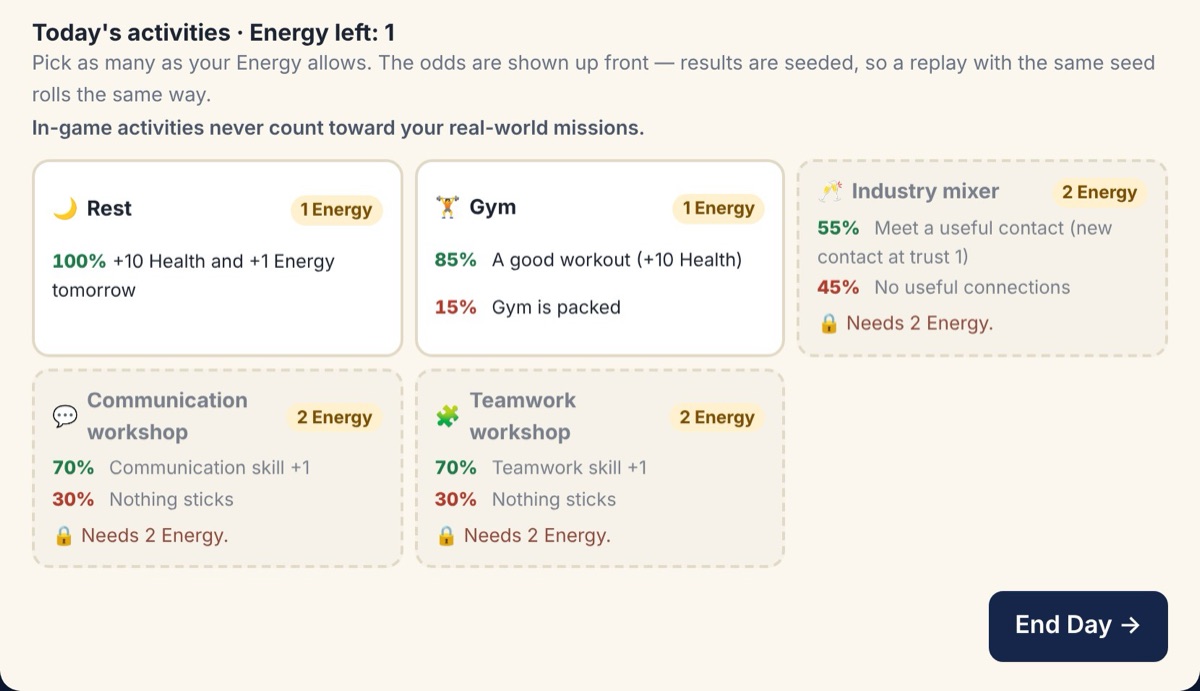 Today's activities · Energy left: 1
Pick as many as your Energy allows. The odds are shown up front — results are seeded, so a replay with the same seed
rolls the same way.
In-game activities never count toward your real-world missions.
🌙 Rest 1 Energy
100% +10 Health and +1 Energy
tomorrow
🏋️ Gym 1 Energy
85% A good workout (+10 Health)
15% Gym is packed
🥂 Industry mixer 2 Energy
55% Meet a useful contact (new
contact at trust 1)
45% No useful connections
🔒 Needs 2 Energy.
💬 Communication
workshop 2 Energy
70% Communication skill +1
30% Nothing sticks
🔒 Needs 2 Energy.
🧩 Teamwork
workshop 2 Energy
70% Teamwork skill +1
30% Nothing sticks
🔒 Needs 2 Energy.
End Day →